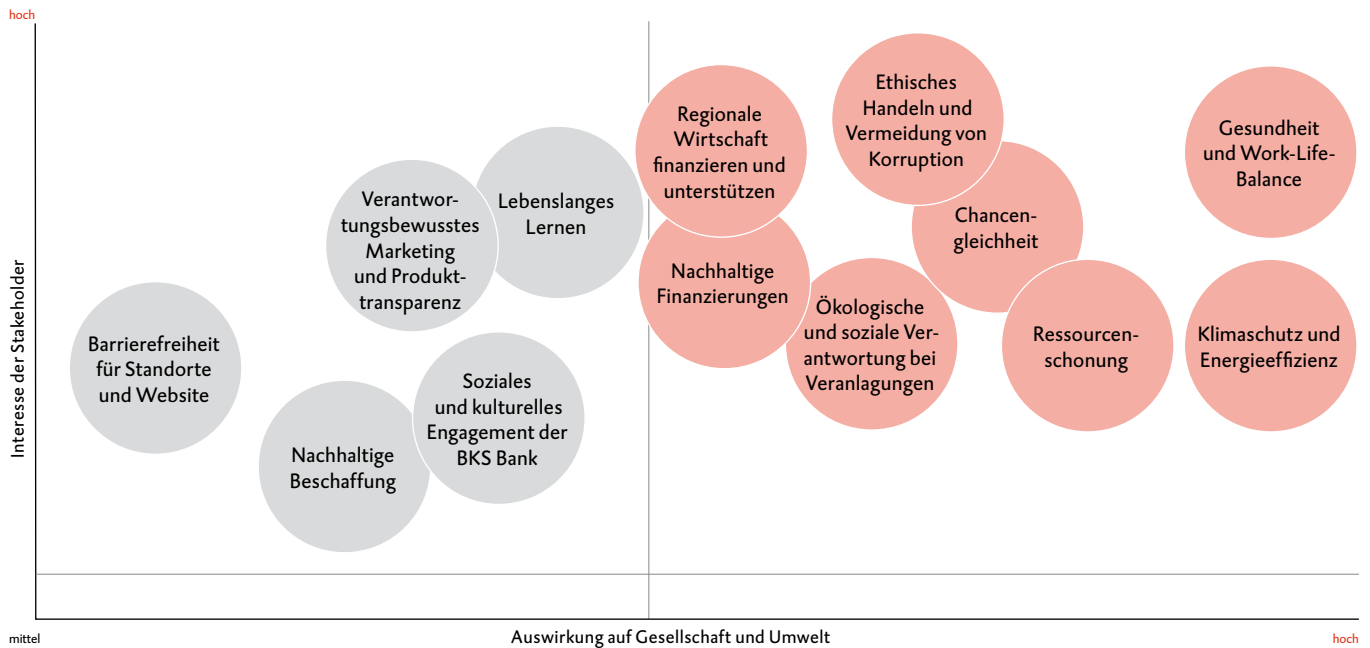 hoch
Interesse der Stakeholder
Barrierefreiheit
für Standorte
und Website
Nachhaltige
Beschaffung
Verantwor-
tungsbewusstes
Marketing
und Produkt-
transparenz
Lebenslanges
Lernen
Soziales
und kulturelles
Engagement der
BKS Bank
Regionale
Wirtschaft
finanzieren und
unterstützen
Nachhaltige
Finanzierungen
Ethisches
Handeln und
Vermeidung von
Korruption
Chancen-
gleichheit
Ökologische
und soziale Ver-
antwortung bei
Veranlagungen
Ressourcen-
schonung
Gesundheit
und Work-Life-
Balance
Klimaschutz und
Energieeffizienz
mittel
Auswirkung auf Gesellschaft und Umwelt
hoch